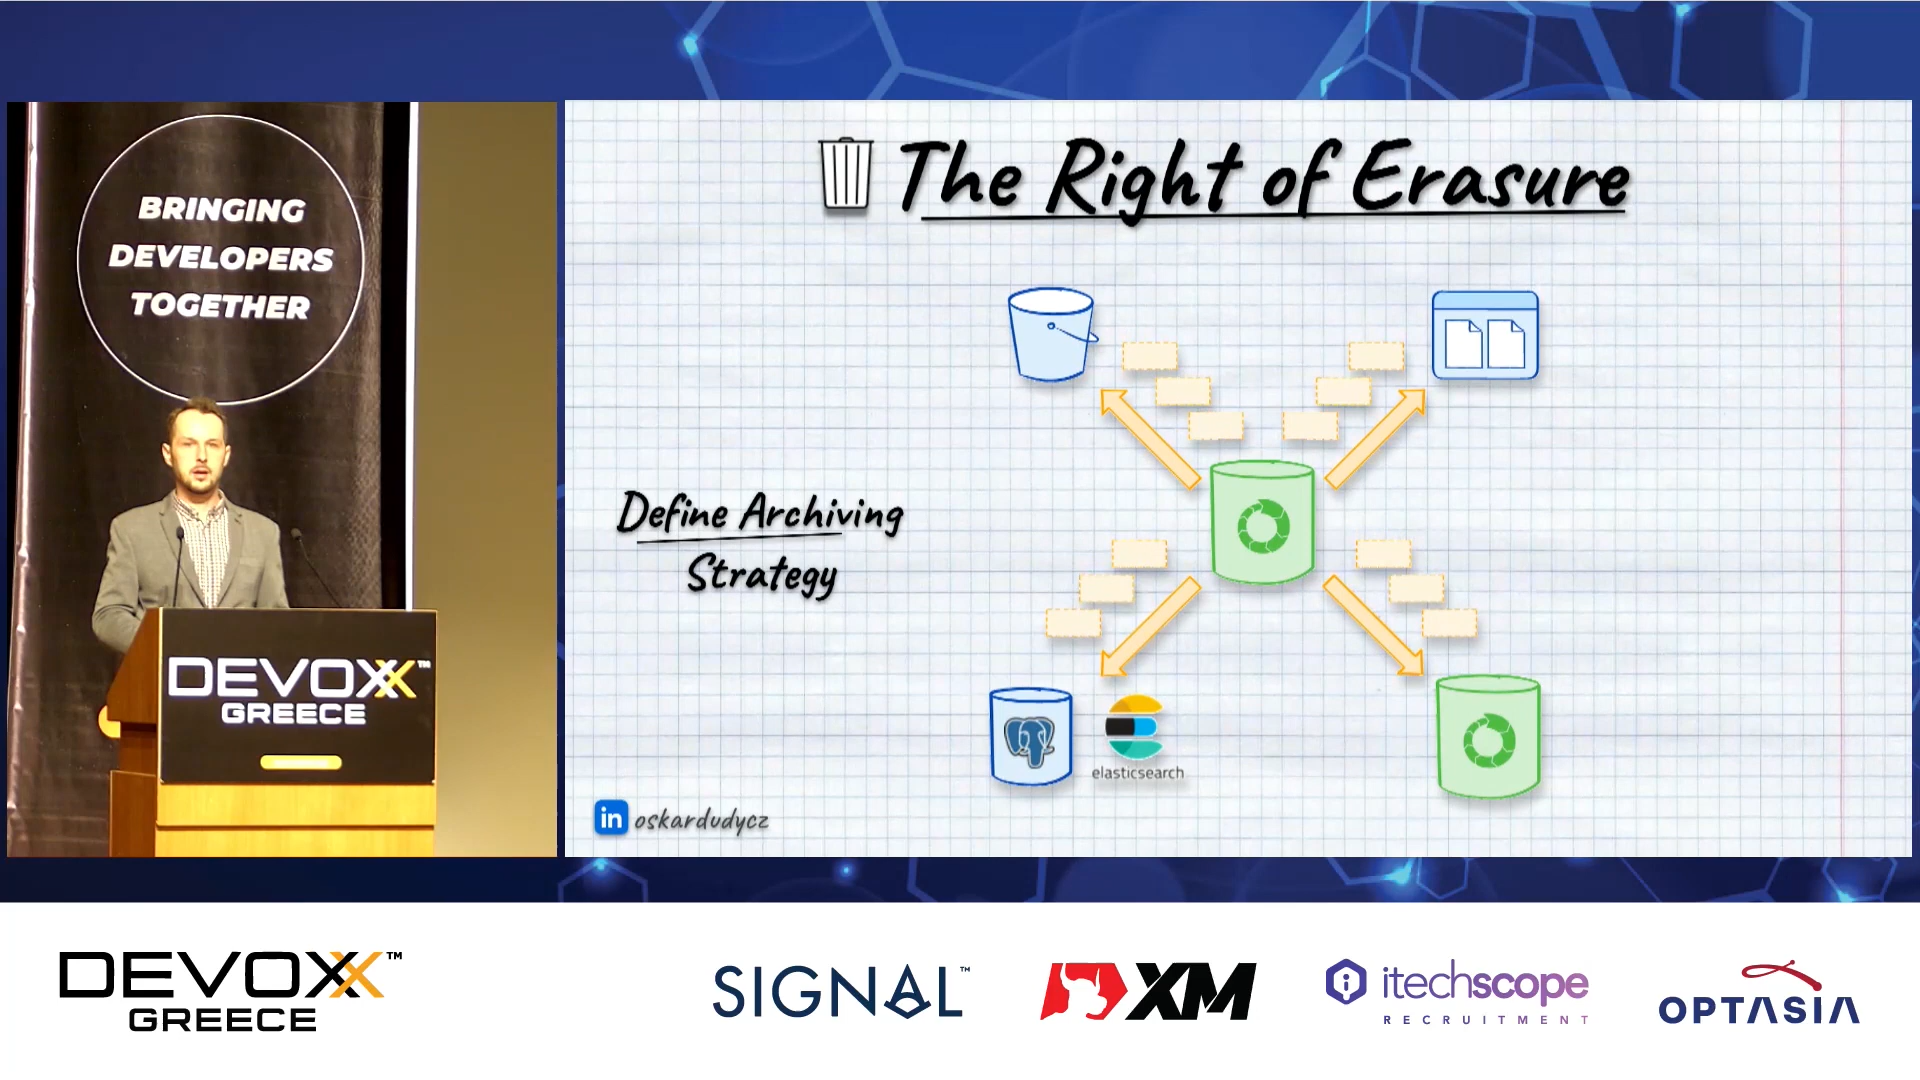 BRINGING
DEVELOPERS
TOGETHER
DEVOXX™
GREECE
The Right of Erasure
Define Archiving
Strategy
elasticsearch
in oskardudycz
DEVOXX™
GREECE
SIGNAL™
XM
itechscope
RECRUITMENT
OPTASIA